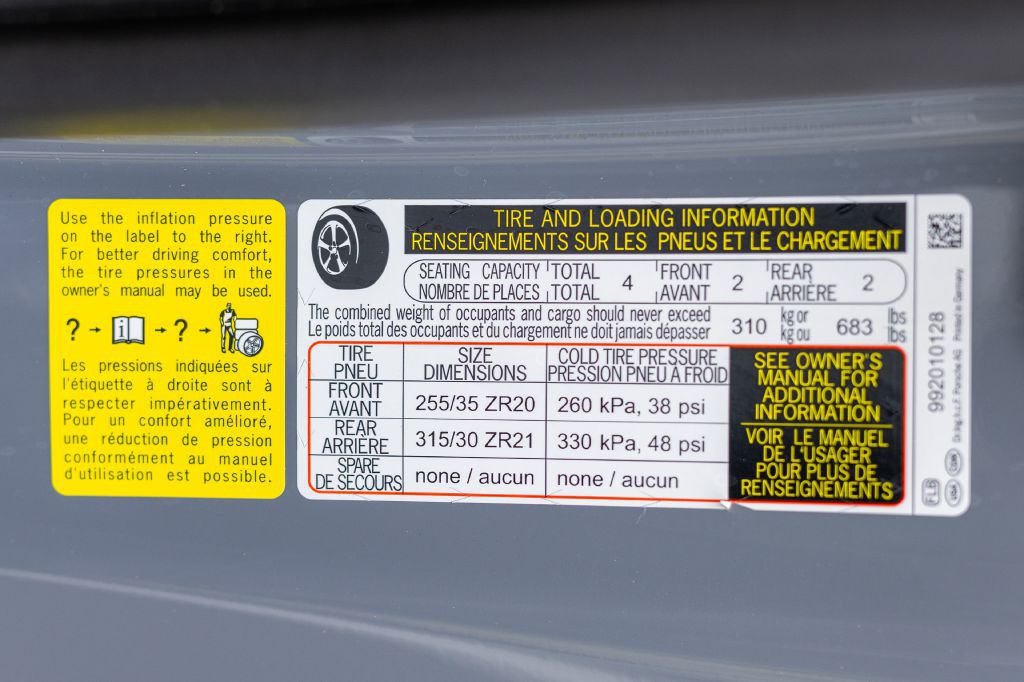 Use the inflation pressure
on the label to the right.
For better driving comfort,
the tire pressures in the
owner's manual may be used.
? → i → ? →
Les pressions indiquées sur
l'étiquette à droite sont à
respecter impérativement.
Pour un confort amélioré,
une réduction de pression
conformément au manuel
d'utilisation est possible.
TIRE AND LOADING INFORMATION
RENSEIGNEMENTS SUR LES PNEUS ET LE CHARGEMENT
SEATING CAPACITY TOTAL 4 FRONT 2 REAR 2
NOMBRE DE PLACES TOTAL AVANT ARRIÈRE
The combined weight of occupants and cargo should never exceed 310 kg or 683 lbs
Le poids total des occupants et du chargement ne doit jamais dépasser kg ou lbs
TIRE SIZE COLD TIRE PRESSURE
PNEU DIMENSIONS PRESSION PNEU A FROID
FRONT
AVANT 255/35 ZR20 260 kPa, 38 psi
REAR
ARRIÈRE 315/30 ZR21 330 kPa, 48 psi
SPARE
DE SECOURS none / aucun none / aucun
SEE OWNER'S
MANUAL FOR
ADDITIONAL
INFORMATION
VOIR LE MANUEL
DE L'USAGER
POUR PLUS DE
RENSEIGNEMENTS
992010128
Porsche AG Printed in Germany
FLB
USA CDN